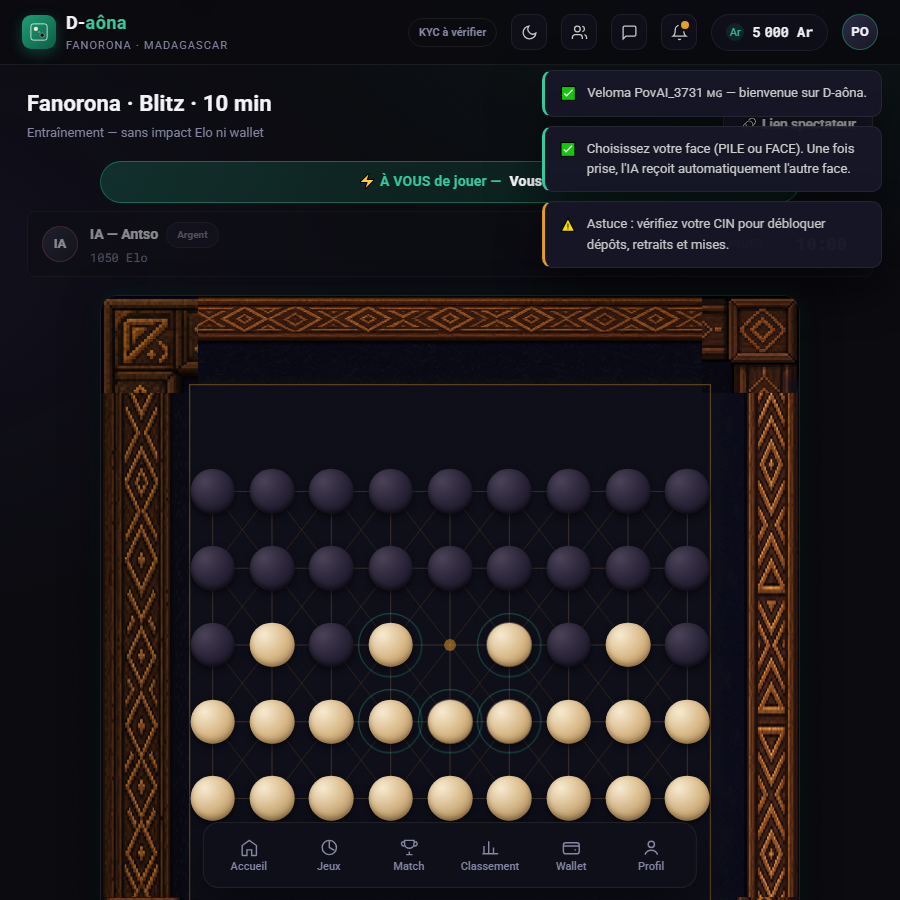 D-aôna
FANORONA · MADAGASCAR
KYC à vérifier
Ar 5 000 Ar
PO
Fanorona · Blitz · 10 min
Entraînement — sans impact Elo ni wallet
Veloma PovAI_3731 ᴍɢ — bienvenue sur D-aôna.
Lien spectateur
Choisissez votre face (PILE ou FACE). Une fois
prise, l'IA reçoit automatiquement l'autre face.
⚡ À VOUS de jouer — Vous
Astuce : vérifiez votre CIN pour débloquer
dépôts, retraits et mises.
IA
IA — Antso
Argent
1050 Elo
10:00
Accueil
Jeux
Match
Classement
Wallet
Profil